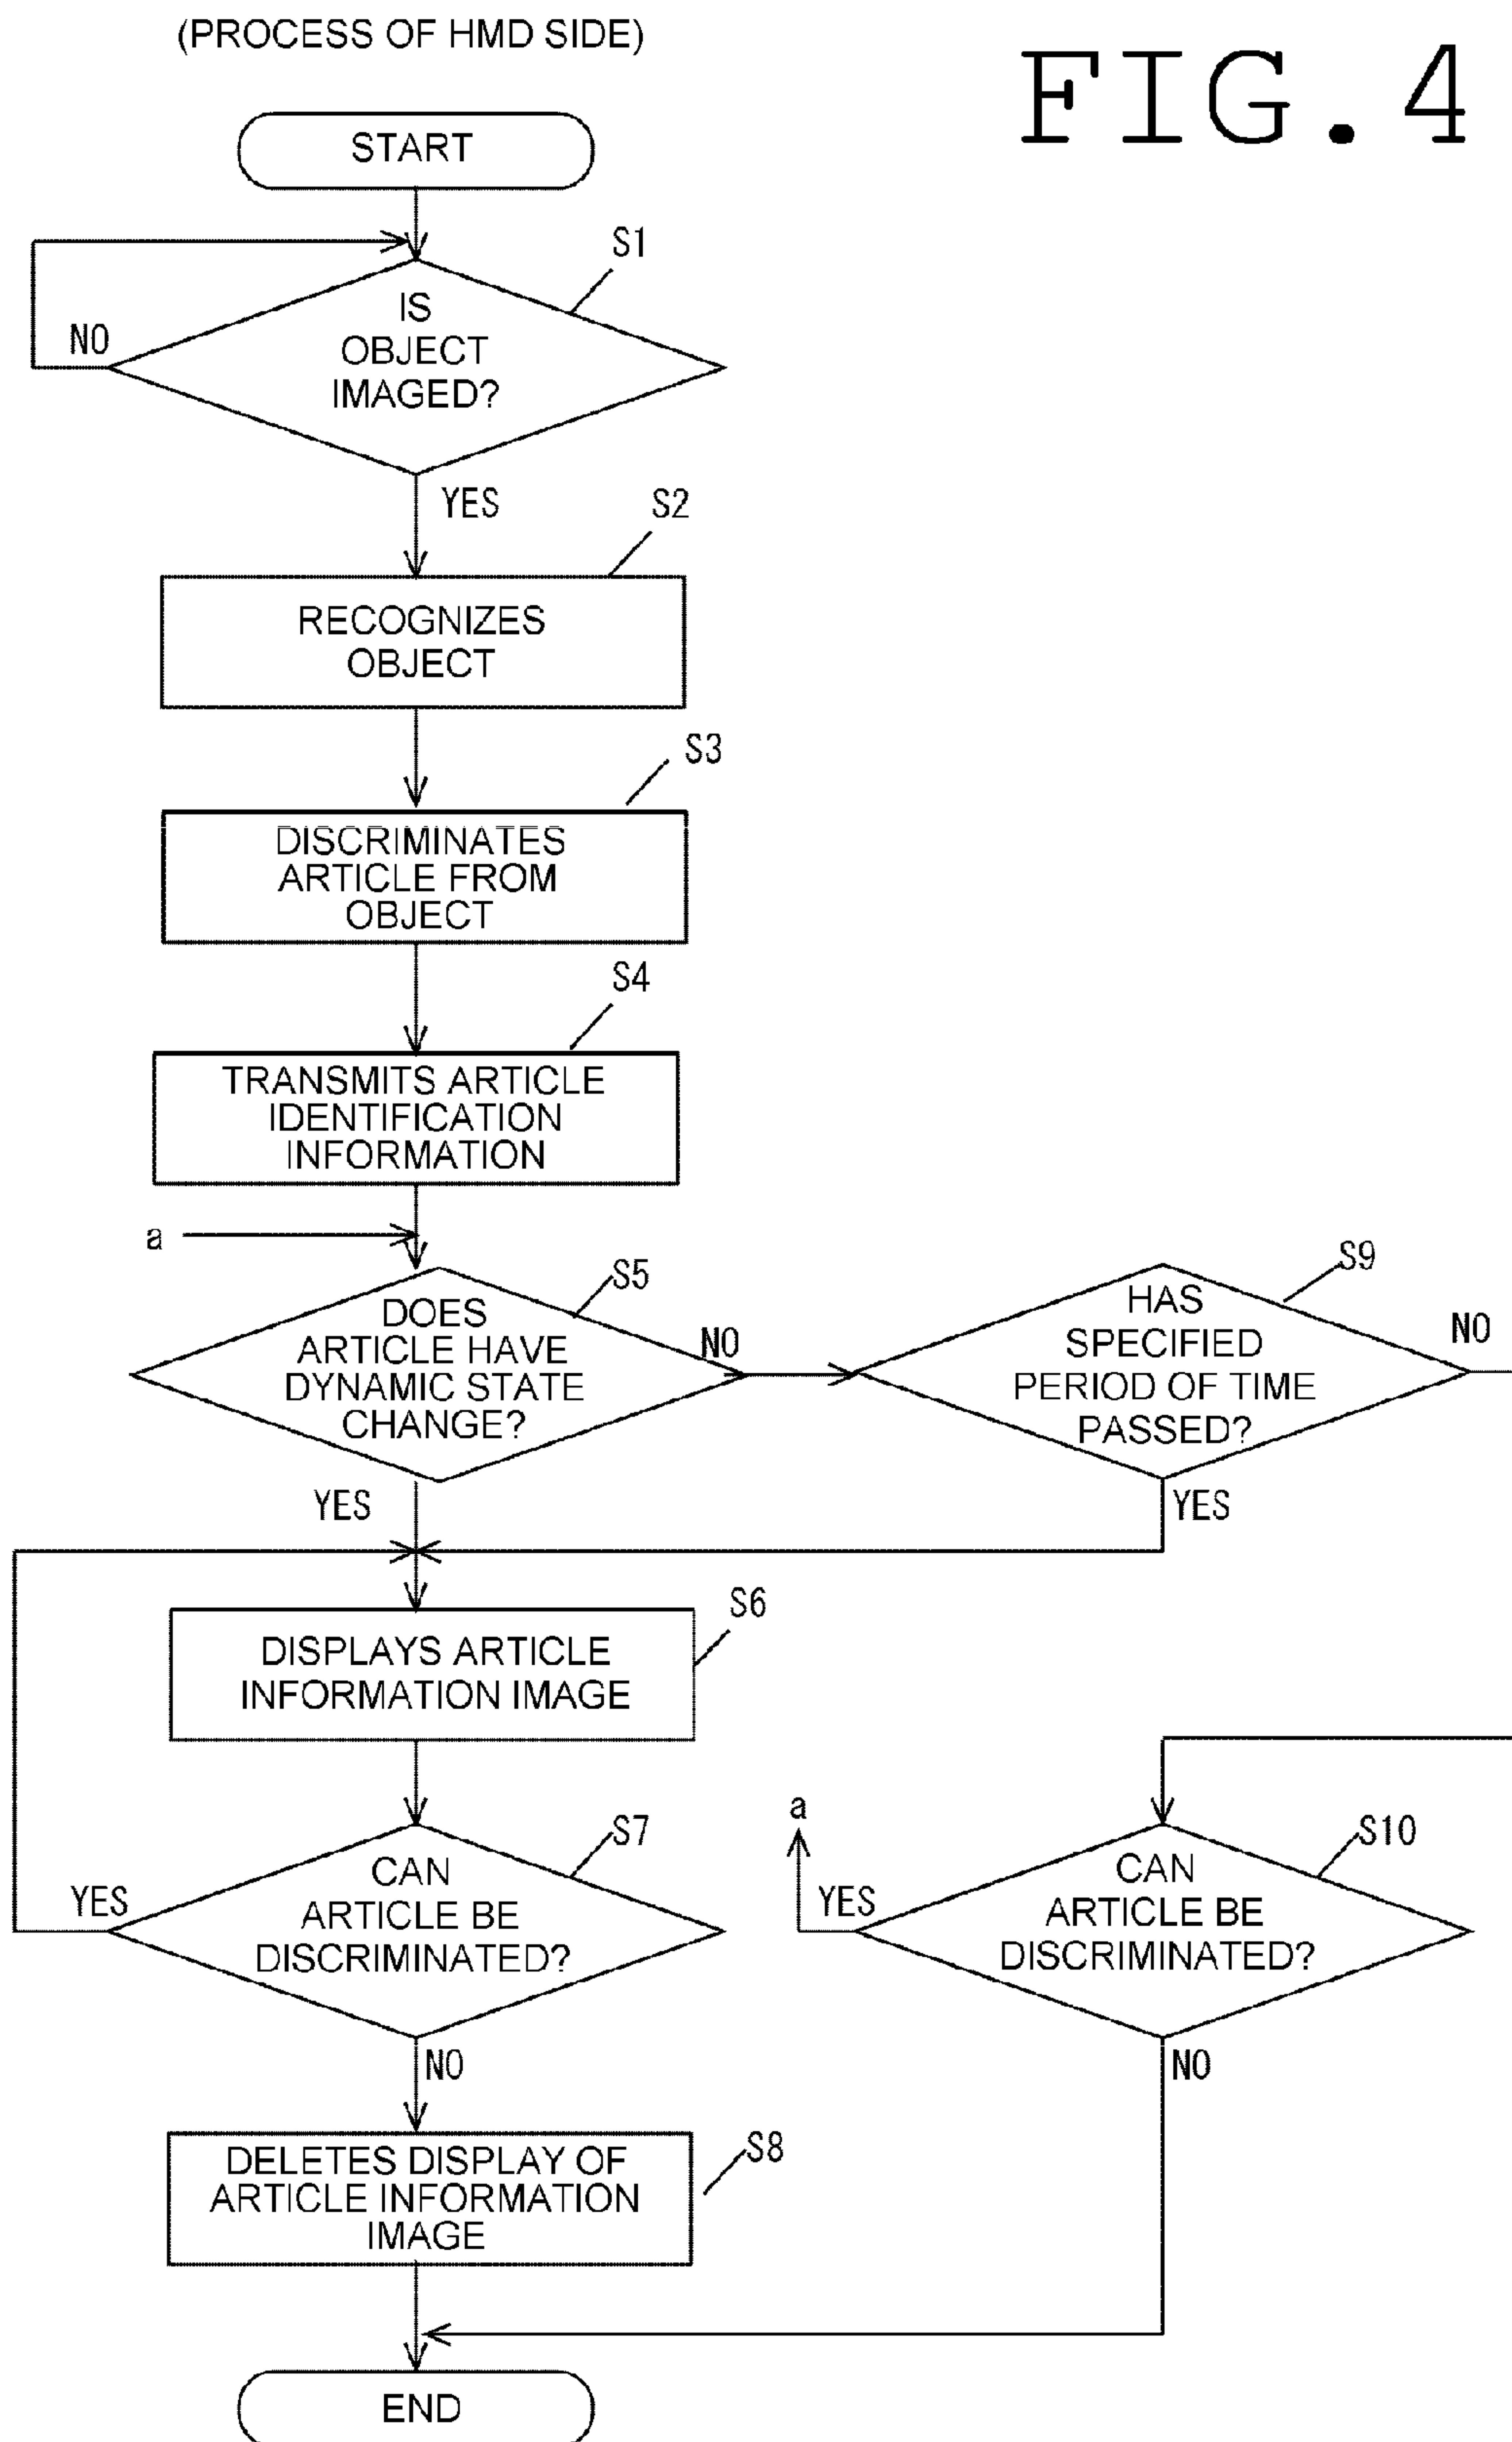 (PROCESS OF HMD SIDE)
FIG.4
START
S1
IS
OBJECT
IMAGED?
NO
YES
S2
RECOGNIZES
OBJECT
S3
DISCRIMINATES
ARTICLE FROM
OBJECT
S4
TRANSMITS ARTICLE
IDENTIFICATION
INFORMATION
a
S5
DOES
ARTICLE HAVE
DYNAMIC STATE
CHANGE?
NO
YES
S9
HAS
SPECIFIED
PERIOD OF TIME
PASSED?
NO
YES
S6
DISPLAYS ARTICLE
INFORMATION IMAGE
S7
CAN
ARTICLE BE
DISCRIMINATED?
YES
NO
a
S10
CAN
ARTICLE BE
DISCRIMINATED?
YES
NO
S8
DELETES DISPLAY OF
ARTICLE INFORMATION
IMAGE
END